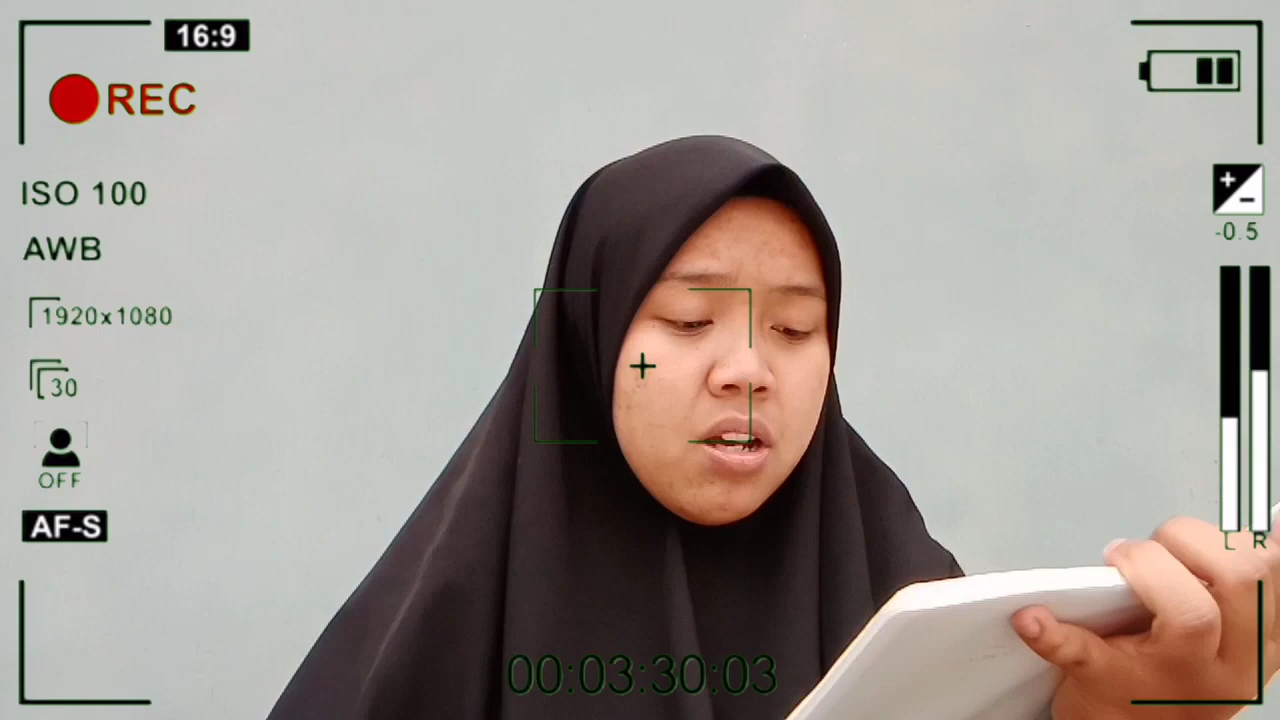 16:9
REC
ISO 100
AWB
1920x1080
30
OFF
AF-S
+
-
-0.5
L R
00:03:30:03